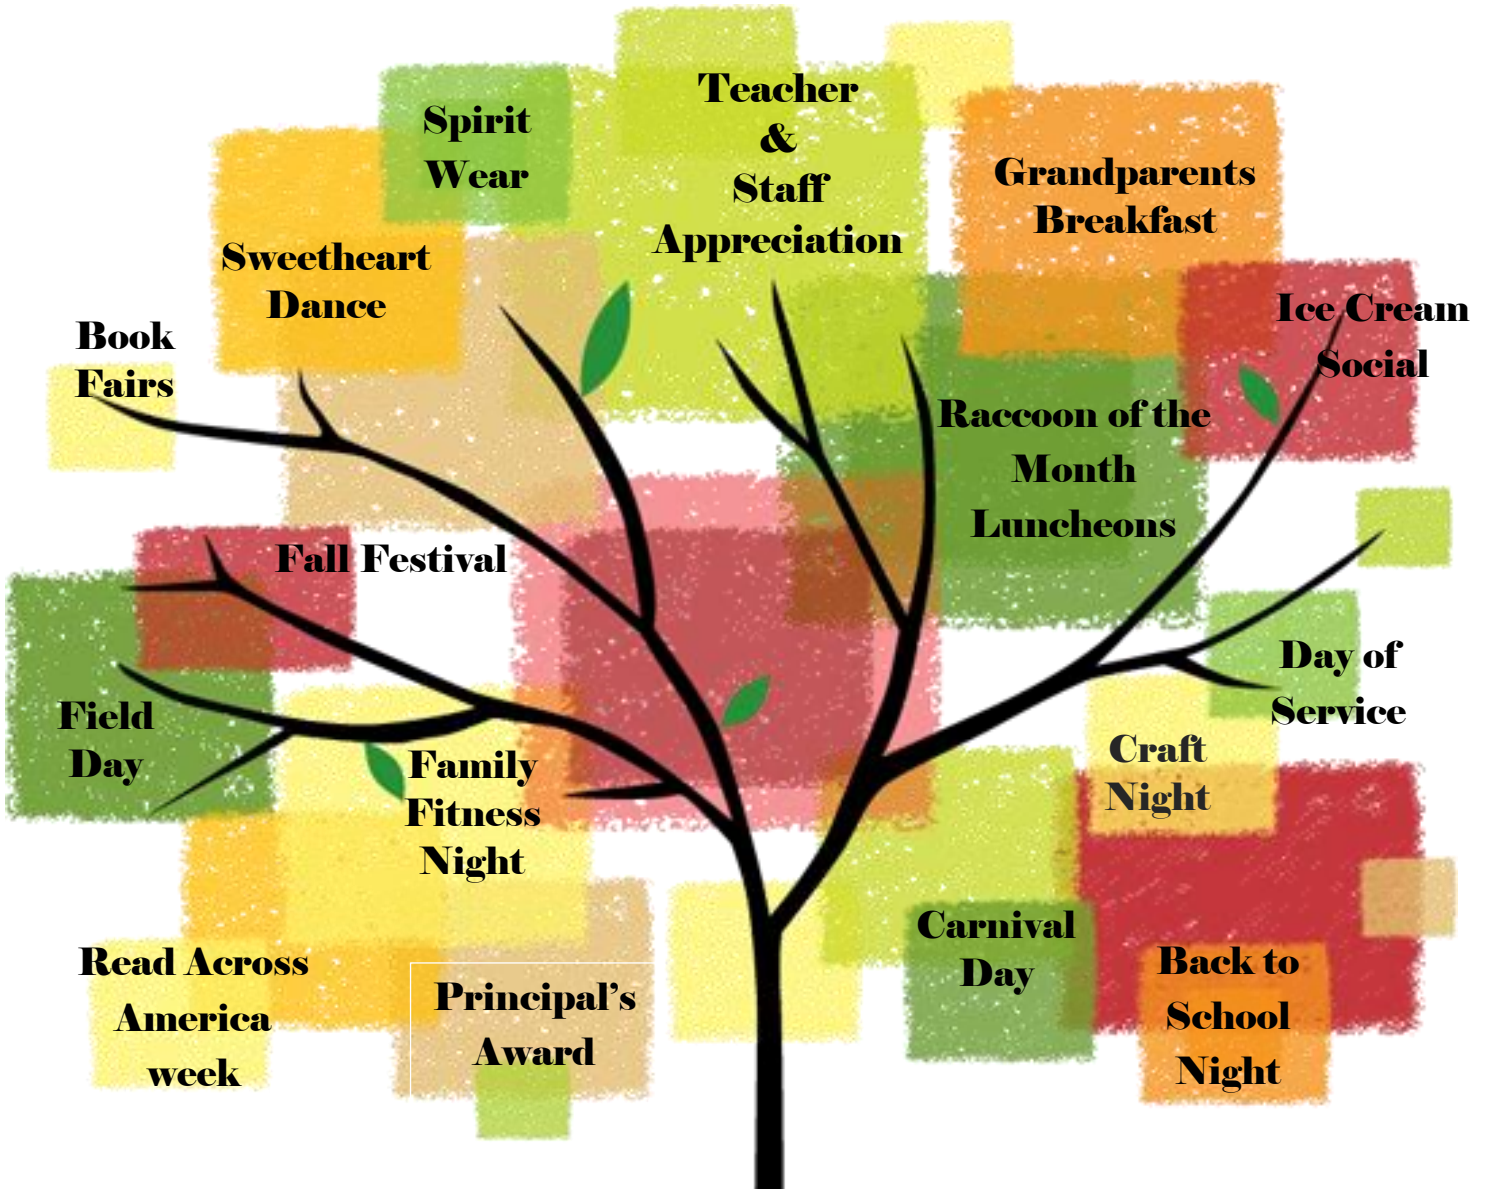 Teacher
&
Staff
Appreciation
Spirit
Wear
Grandparents
Breakfast
Sweetheart
Dance
Ice Cream
Social
Book
Fairs
Raccoon of the
Month
Luncheons
Fall Festival
Day of
Service
Field
Day
Craft
Night
Family
Fitness
Night
Carnival
Day
Read Across
America
week
Back to
School
Night
Principal's
Award